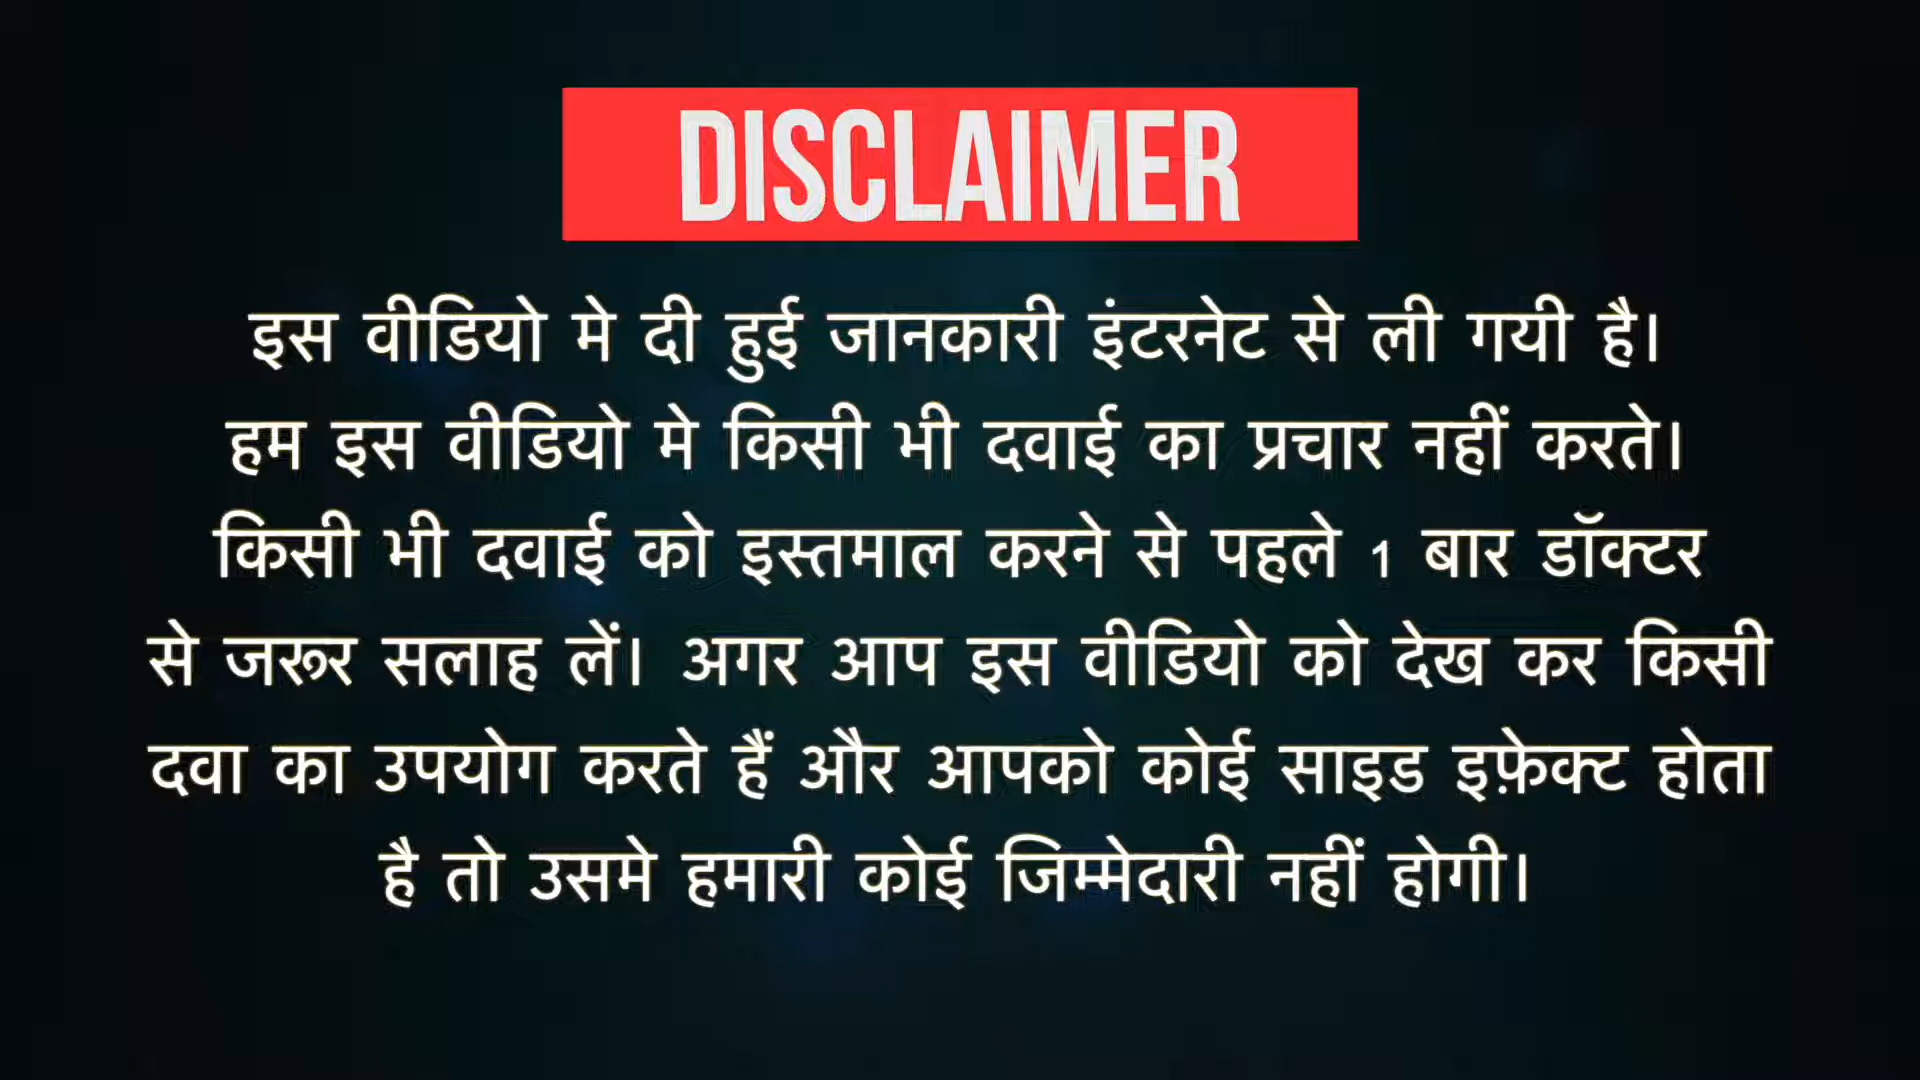 DISCLAIMER
इस वीडियो मे दी हुई जानकारी इंटरनेट से ली गयी है।
हम इस वीडियो मे किसी भी दवाई का प्रचार नहीं करते।
किसी भी दवाई को इस्तमाल करने से पहले 1 बार डॉक्टर
से जरूर सलाह लें। अगर आप इस वीडियो को देख कर किसी
दवा का उपयोग करते हैं और आपको कोई साइड इफ़ेक्ट होता
है तो उसमे हमारी कोई जिम्मेदारी नहीं होगी।